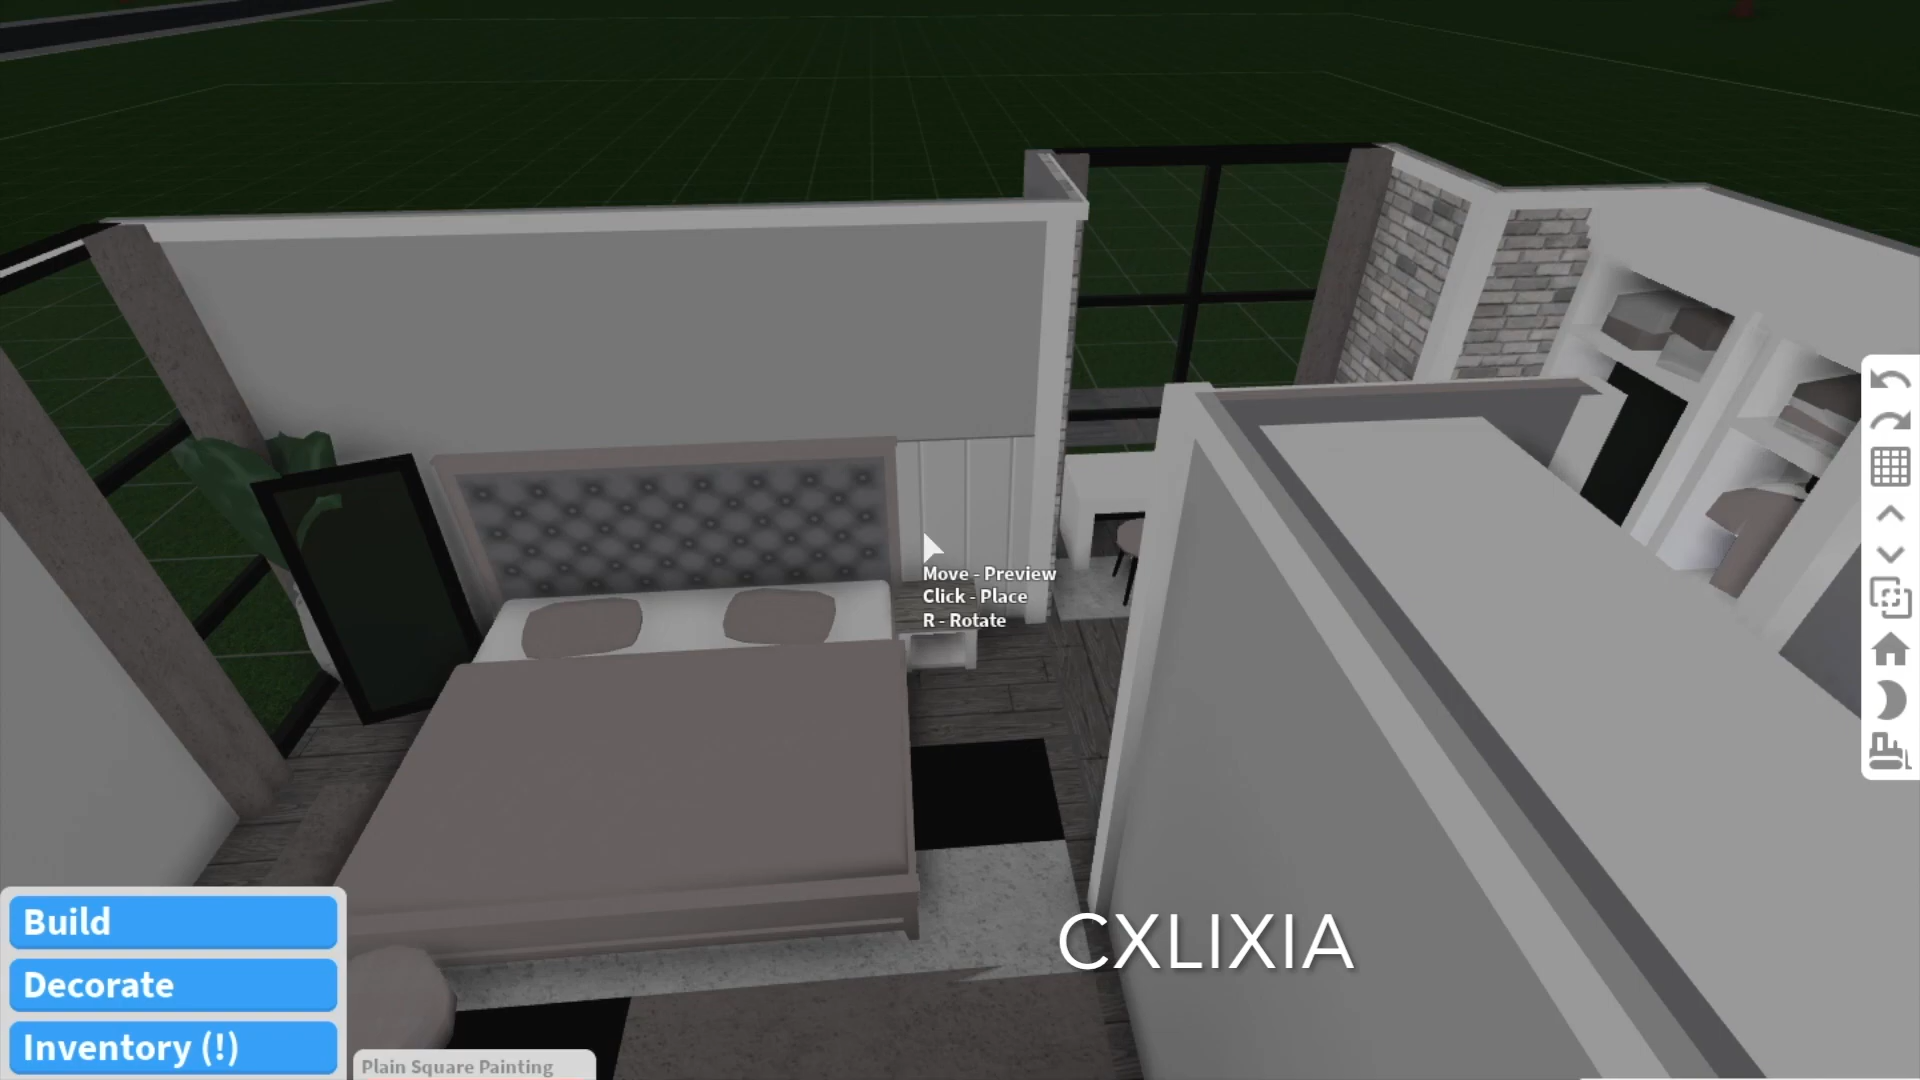 Move - Preview
Click - Place
R - Rotate
CXLIXIA
Build
Decorate
Inventory (!)
Plain Square Painting